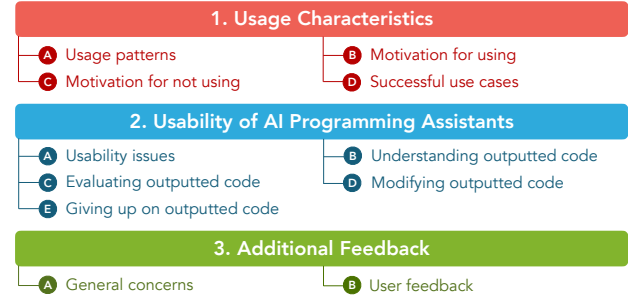 1. Usage Characteristics
A Usage patterns
B Motivation for using
C Motivation for not using
D Successful use cases
2. Usability of AI Programming Assistants
A Usability issues
B Understanding outputted code
C Evaluating outputted code
D Modifying outputted code
E Giving up on outputted code
3. Additional Feedback
A General concerns
B User feedback